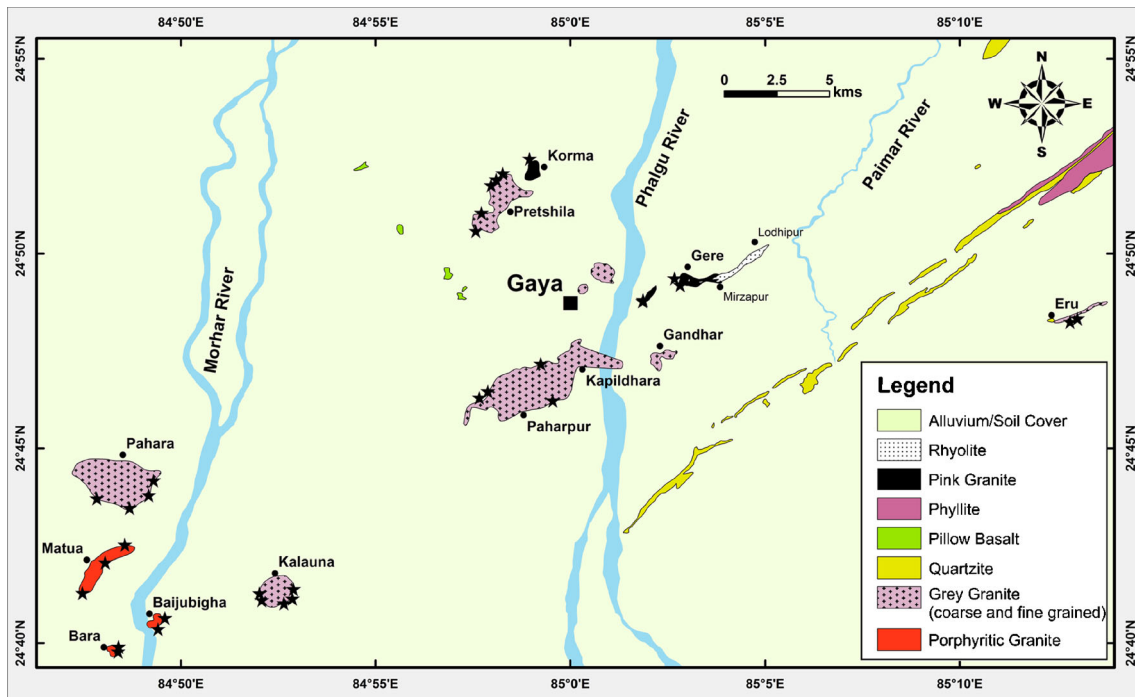 84°50'E 84°55'E 85°0'E 85°5'E 85°10'E
24°55'N
24°55'N
0 2.5 5
kms
N
W E
S
Phalgu River
Paimar River
Korma
Pretshila
Morhar River
24°50'N
24°50'N
Lodhipur
Gere
Mirzapur
Gaya
Eru
Gandhar
Kapildhara
Paharpur
Pahara
24°45'N
24°45'N
Matua
Kalauna
Baijubigha
Bara
24°40'N
24°40'N
Legend
Alluvium/Soil Cover
Rhyolite
Pink Granite
Phyllite
Pillow Basalt
Quartzite
Grey Granite
(coarse and fine grained)
Porphyritic Granite
84°50'E 84°55'E 85°0'E 85°5'E 85°10'E